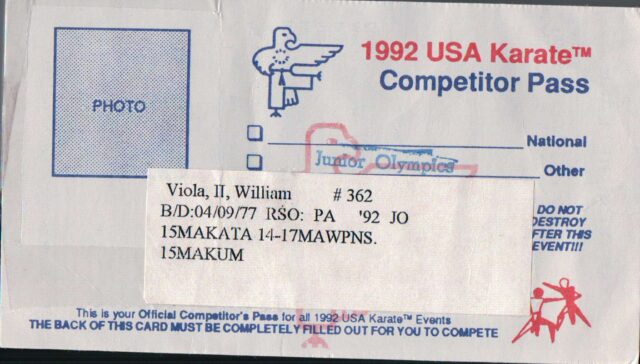 1992 USA Karate™
Competitor Pass
PHOTO
National
Junior Olympics
Other
Viola, II, William # 362
B/D:04/09/77 RSO: PA '92 JO
15MAKATA 14-17MAWPNS.
15MAKUM
DO NOT
DESTROY
AFTER THIS
EVENT!!!
This is your Official Competitor's Pass for all 1992 USA Karate™ Events
THE BACK OF THIS CARD MUST BE COMPLETELY FILLED OUT FOR YOU TO COMPETE